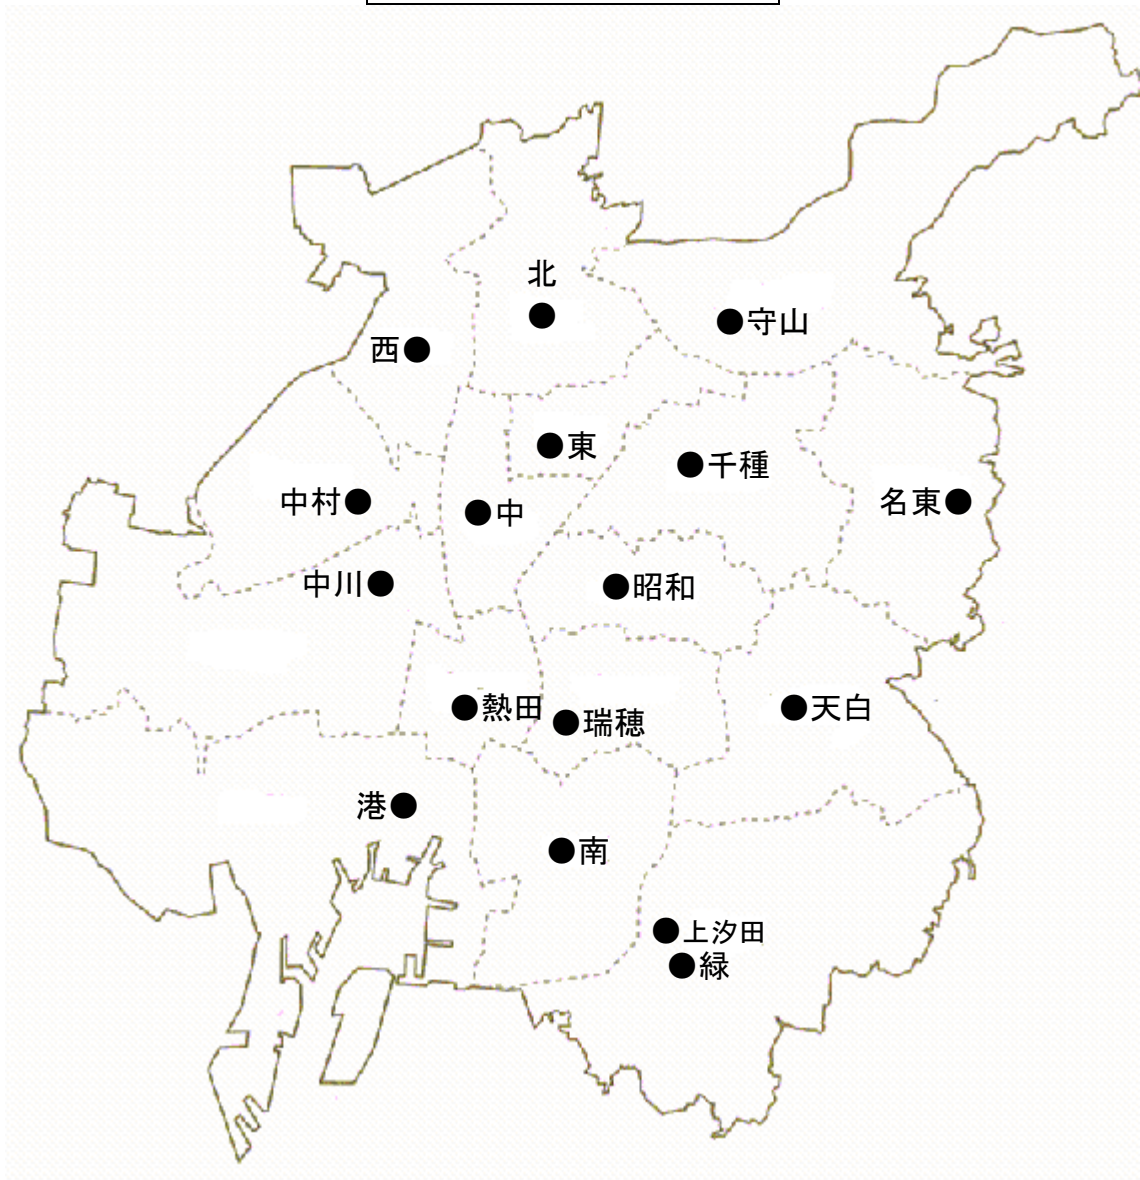 北
守山
西
東
千種
中村
中
名東
中川
昭和
熱田
瑞穂
天白
港
南
上汐田
緑